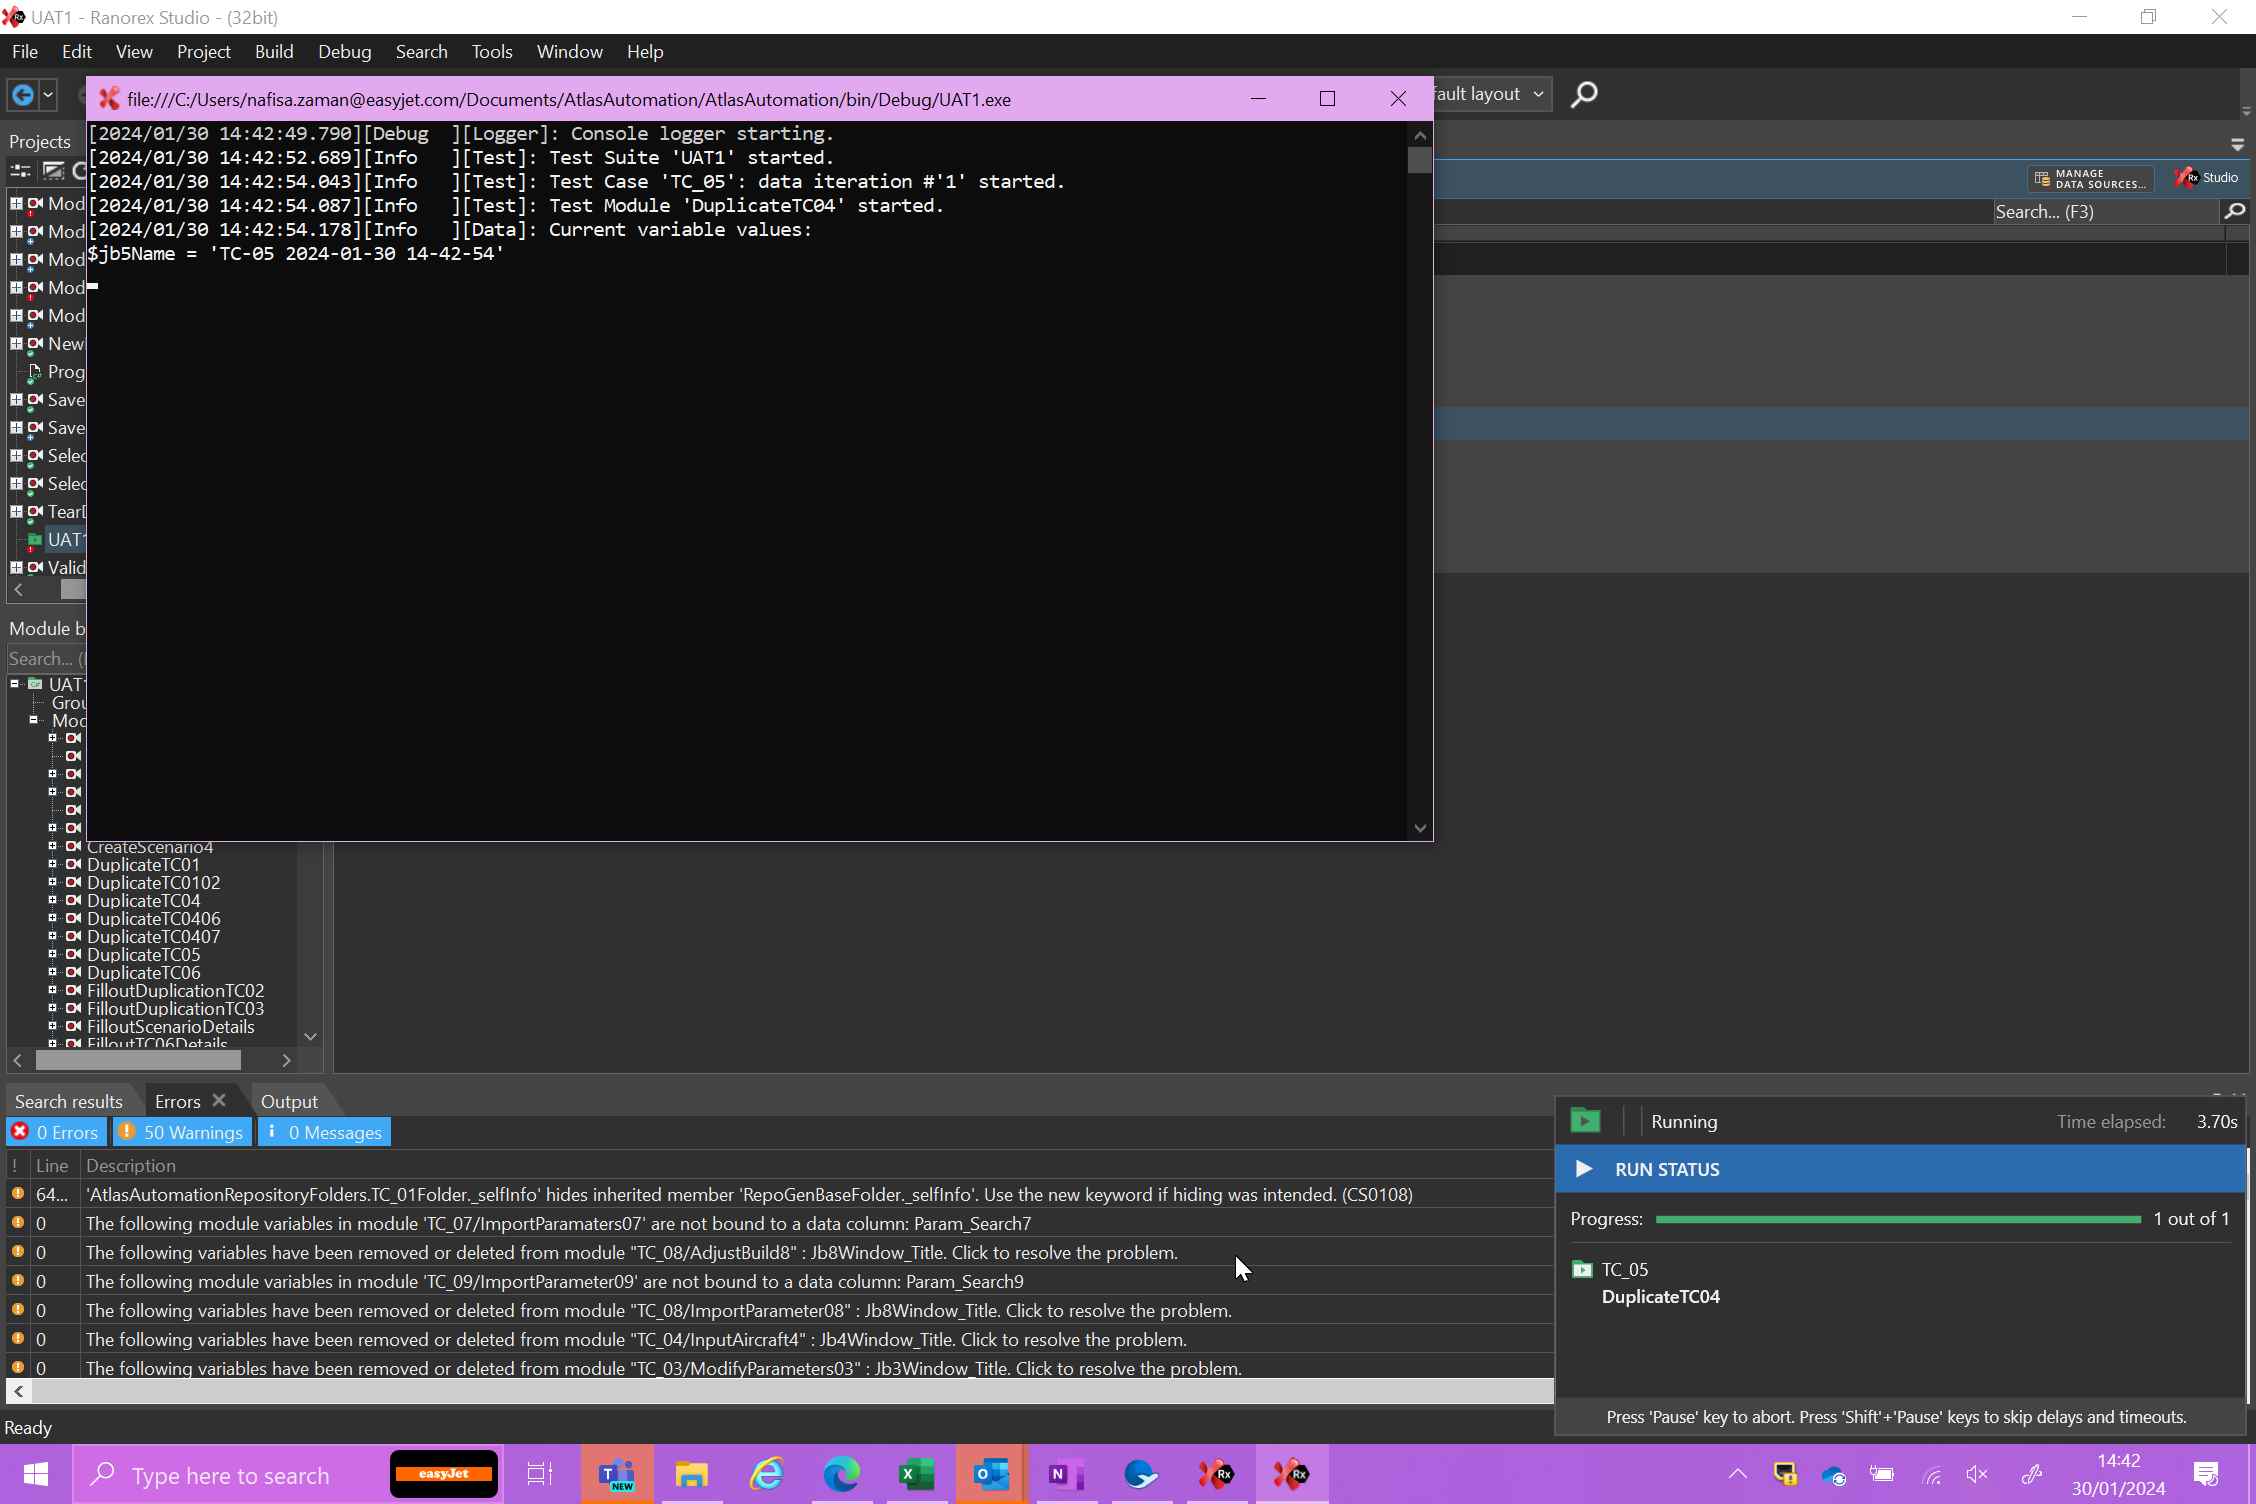 UAT1 - Ranorex Studio - (32bit)
File Edit View Project Build Debug Search Tools Window Help
file:///C:/Users/nafisa.zaman@easyjet.com/Documents/AtlasAutomation/AtlasAutomation/bin/Debug/UAT1.exe
fault layout
Projects
MANAGE DATA SOURCES...
Studio
Search... (F3)
[2024/01/30 14:42:49.790][Debug  ][Logger]: Console logger starting.
[2024/01/30 14:42:52.689][Info   ][Test]: Test Suite 'UAT1' started.
[2024/01/30 14:42:54.043][Info   ][Test]: Test Case 'TC_05': data iteration #'1' started.
[2024/01/30 14:42:54.087][Info   ][Test]: Test Module 'DuplicateTC04' started.
[2024/01/30 14:42:54.178][Info   ][Data]: Current variable values:
$jb5Name = 'TC-05 2024-01-30 14-42-54'
Mod
Mod
Mod
Mod
Mod
New
Prog
Save
Save
Selec
Selec
Tear
UAT1
Valid
Module b
Search... (
UAT
Grou
Mod
CreateScenario4
DuplicateTC01
DuplicateTC0102
DuplicateTC04
DuplicateTC0406
DuplicateTC0407
DuplicateTC05
DuplicateTC06
FilloutDuplicationTC02
FilloutDuplicationTC03
FilloutScenarioDetails
FilloutTC06Details
Search results Errors Output
0 Errors 50 Warnings 0 Messages
! Line Description
64... 'AtlasAutomationRepositoryFolders.TC_01Folder._selfInfo' hides inherited member 'RepoGenBaseFolder._selfInfo'. Use the new keyword if hiding was intended. (CS0108)
0 The following module variables in module 'TC_07/ImportParamaters07' are not bound to a data column: Param_Search7
0 The following variables have been removed or deleted from module "TC_08/AdjustBuild8" : Jb8Window_Title. Click to resolve the problem.
0 The following module variables in module 'TC_09/ImportParameter09' are not bound to a data column: Param_Search9
0 The following variables have been removed or deleted from module "TC_08/ImportParameter08" : Jb8Window_Title. Click to resolve the problem.
0 The following variables have been removed or deleted from module "TC_04/InputAircraft4" : Jb4Window_Title. Click to resolve the problem.
0 The following variables have been removed or deleted from module "TC_03/ModifyParameters03" : Jb3Window_Title. Click to resolve the problem.
Running Time elapsed: 3.70s
RUN STATUS
Progress: 1 out of 1
TC_05
DuplicateTC04
Press 'Pause' key to abort. Press 'Shift'+'Pause' keys to skip delays and timeouts.
Ready
Type here to search
easyJet
NEW
14:42
30/01/2024